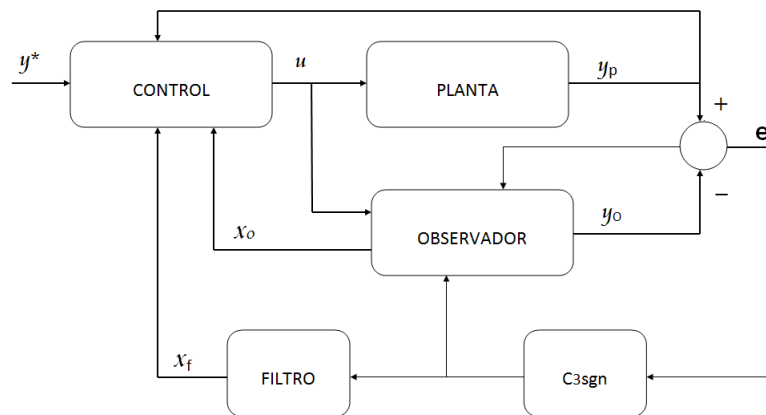 y*
CONTROL
u
PLANTA
yp
+
e
−
xo
OBSERVADOR
yO
xf
FILTRO
C3sgn